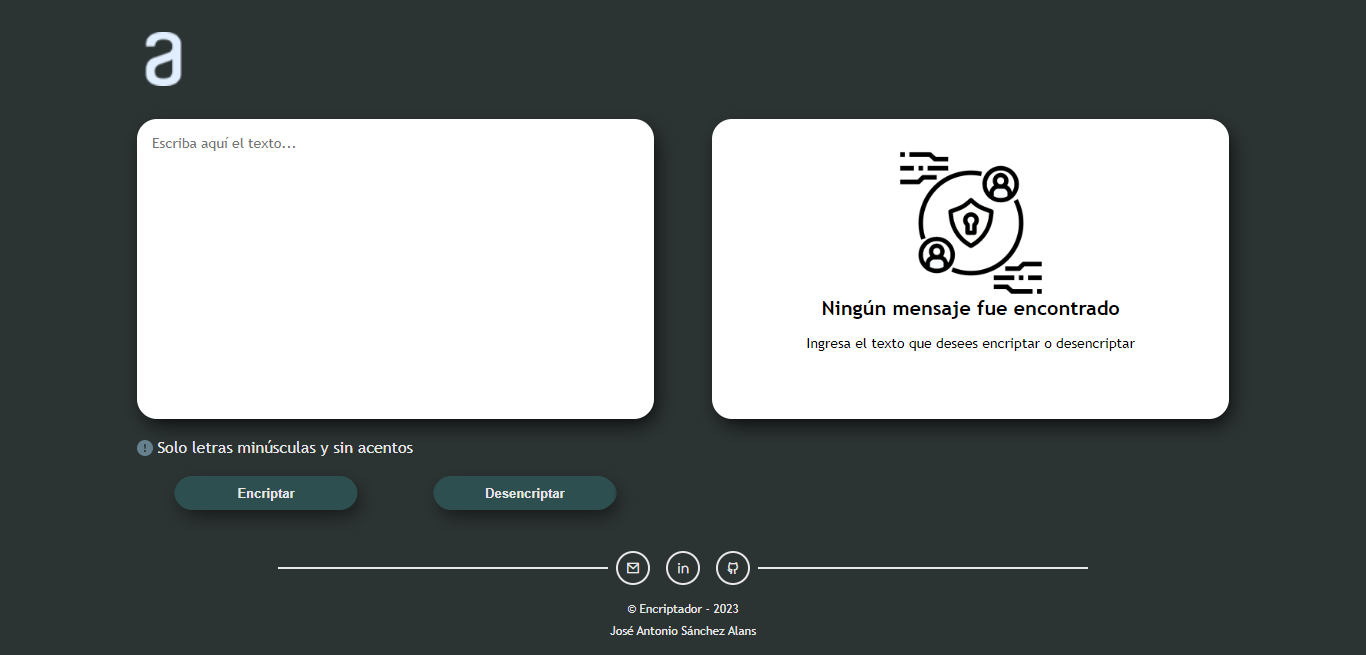 a
Escriba aquí el texto...
Ningún mensaje fue encontrado
Ingresa el texto que desees encriptar o desencriptar
Solo letras minúsculas y sin acentos
Encriptar
Desencriptar
in
© Encriptador - 2023
José Antonio Sánchez Alans